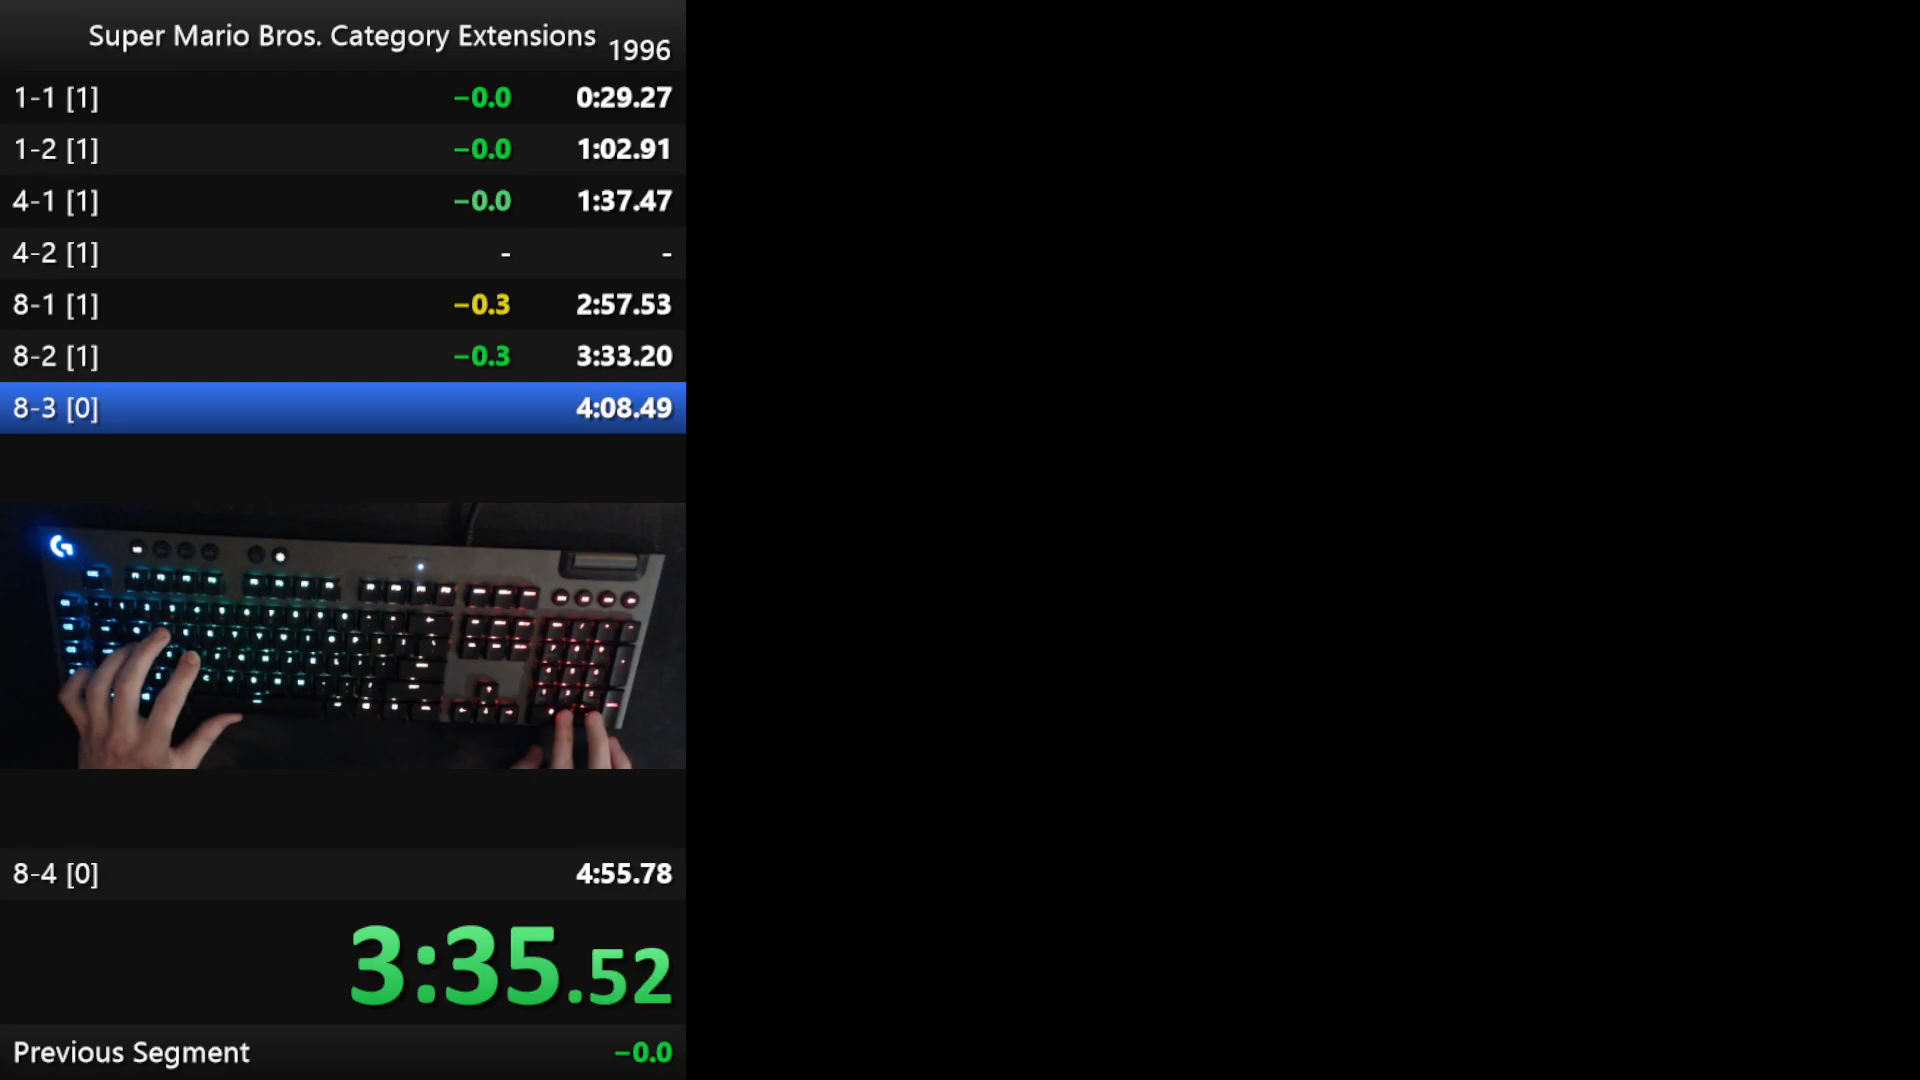 Super Mario Bros. Category Extensions 1996
1-1 [1] −0.0 0:29.27
1-2 [1] −0.0 1:02.91
4-1 [1] −0.0 1:37.47
4-2 [1] - -
8-1 [1] −0.3 2:57.53
8-2 [1] −0.3 3:33.20
8-3 [0] 4:08.49
8-4 [0] 4:55.78
3:35.52
Previous Segment −0.0